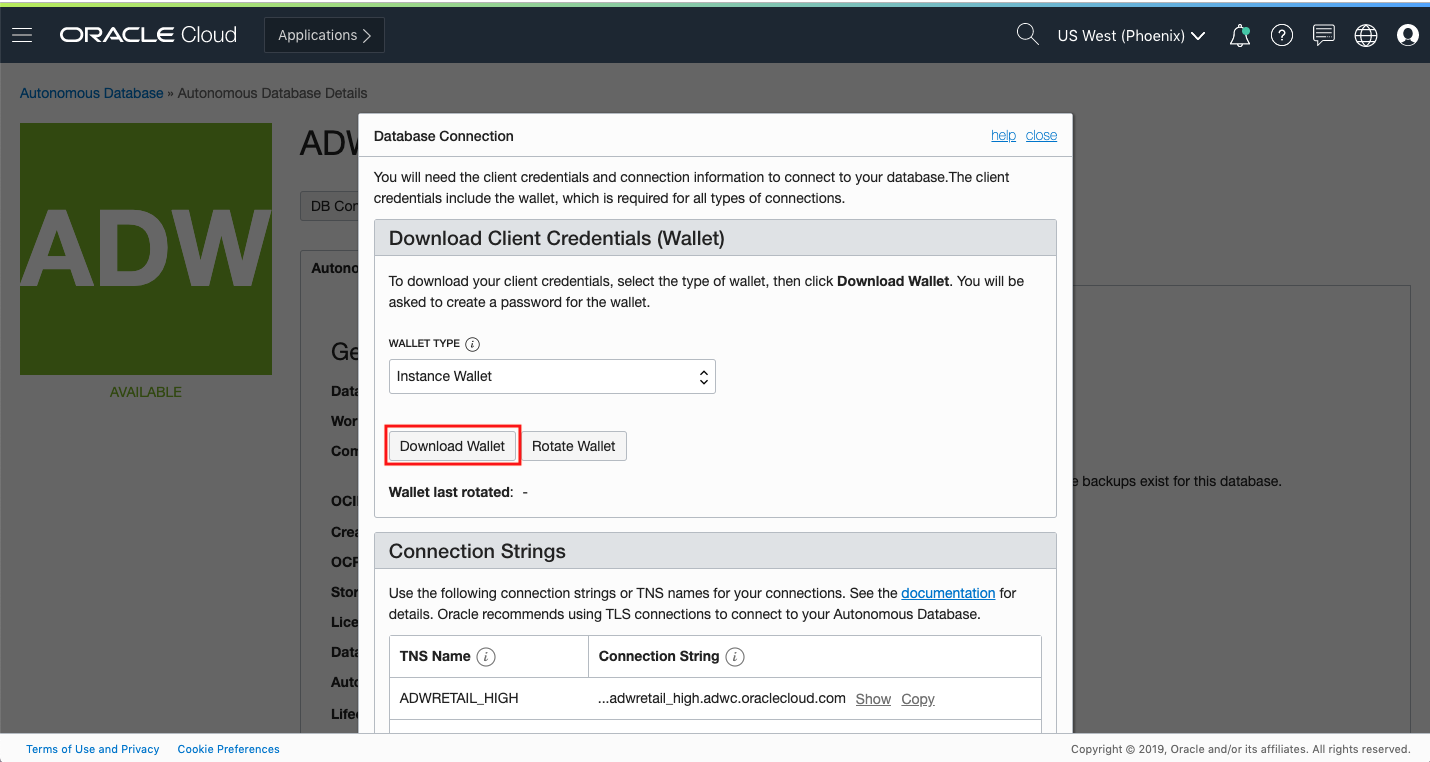 ORACLE Cloud Applications US West (Phoenix)
Autonomous Database » Autonomous Database Details
ADW
AVAILABLE
Database Connection help close
You will need the client credentials and connection information to connect to your database.The client
credentials include the wallet, which is required for all types of connections.
Download Client Credentials (Wallet)
To download your client credentials, select the type of wallet, then click Download Wallet. You will be
asked to create a password for the wallet.
WALLET TYPE
Instance Wallet
Download Wallet Rotate Wallet
Wallet last rotated: -
Connection Strings
Use the following connection strings or TNS names for your connections. See the documentation for
details. Oracle recommends using TLS connections to connect to your Autonomous Database.
TNS Name Connection String
ADWRETAIL_HIGH ...adwretail_high.adwc.oraclecloud.com Show Copy
DB Con
Autono
Ge
Data
Wor
Com
OCI
Crea
Stor
Lice
Data
Auto
Lifec
backups exist for this database.
Terms of Use and Privacy Cookie Preferences Copyright © 2019, Oracle and/or its affiliates. All rights reserved.